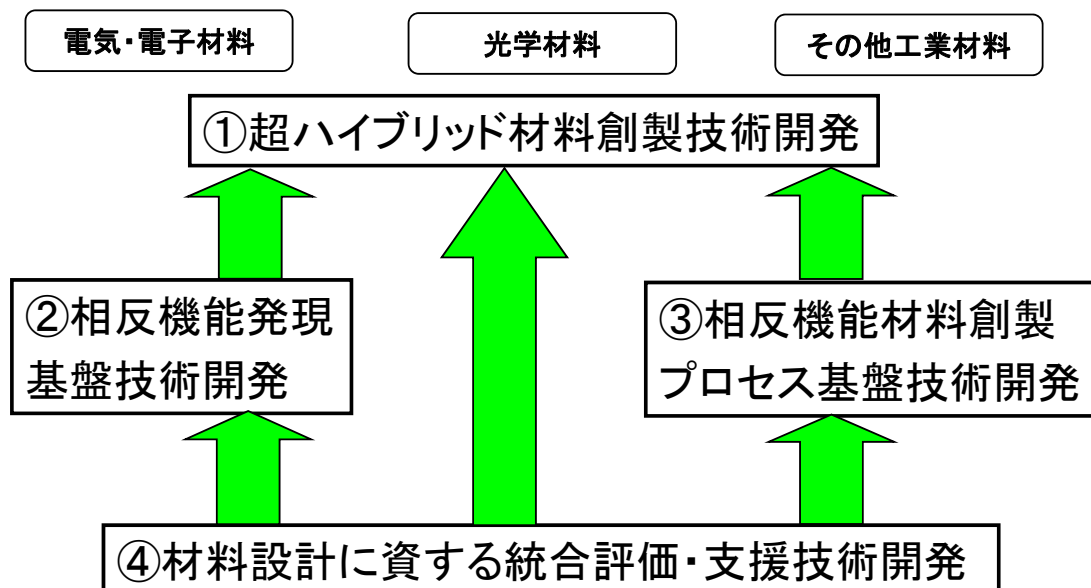 電気・電子材料
光学材料
その他工業材料
①超ハイブリッド材料創製技術開発
②相反機能発現
基盤技術開発
③相反機能材料創製
プロセス基盤技術開発
④材料設計に資する統合評価・支援技術開発